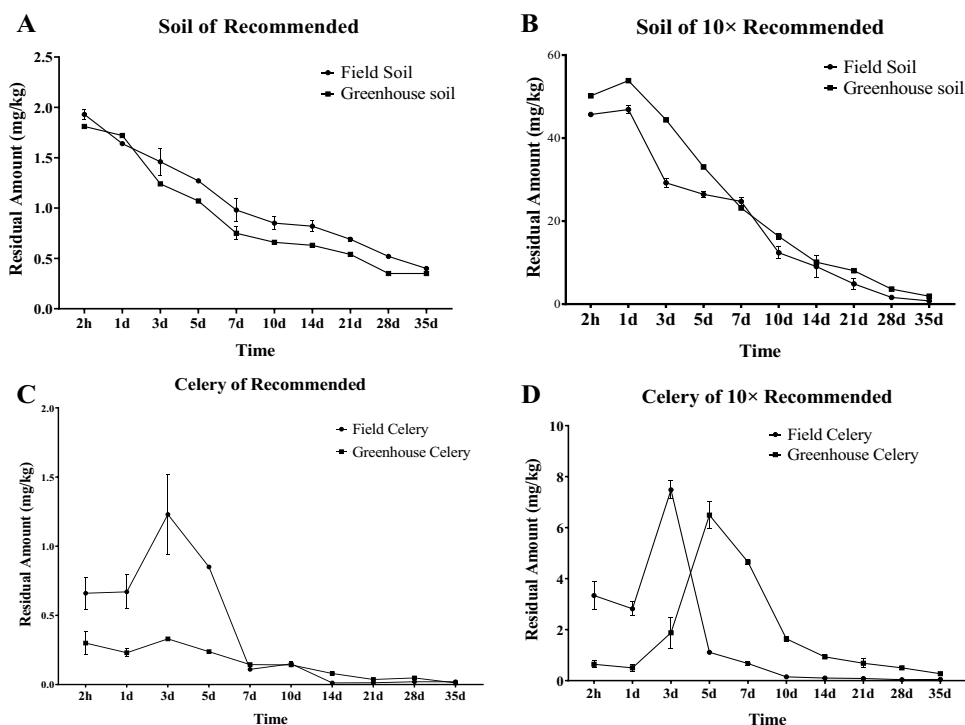 A
Soil of Recommended
2.5
2.0
1.5
1.0
0.5
0.0
Residual Amount (mg/kg)
Field Soil
Greenhouse soil
2h 1d 3d 5d 7d 10d 14d 21d 28d 35d
Time
B
Soil of 10× Recommended
60
40
20
0
Residual Amount (mg/kg)
Field Soil
Greenhouse soil
2h 1d 3d 5d 7d 10d 14d 21d 28d 35d
Time
C
Celery of Recommended
2.0
1.5
1.0
0.5
0.0
Residual Amount (mg/kg)
Field Celery
Greenhouse Celery
2h 1d 3d 5d 7d 10d 14d 21d 28d 35d
Time
D
Celery of 10× Recommended
10
8
6
4
2
0
Residual Amount (mg/kg)
Field Celery
Greenhouse Celery
2h 1d 3d 5d 7d 10d 14d 21d 28d 35d
Time